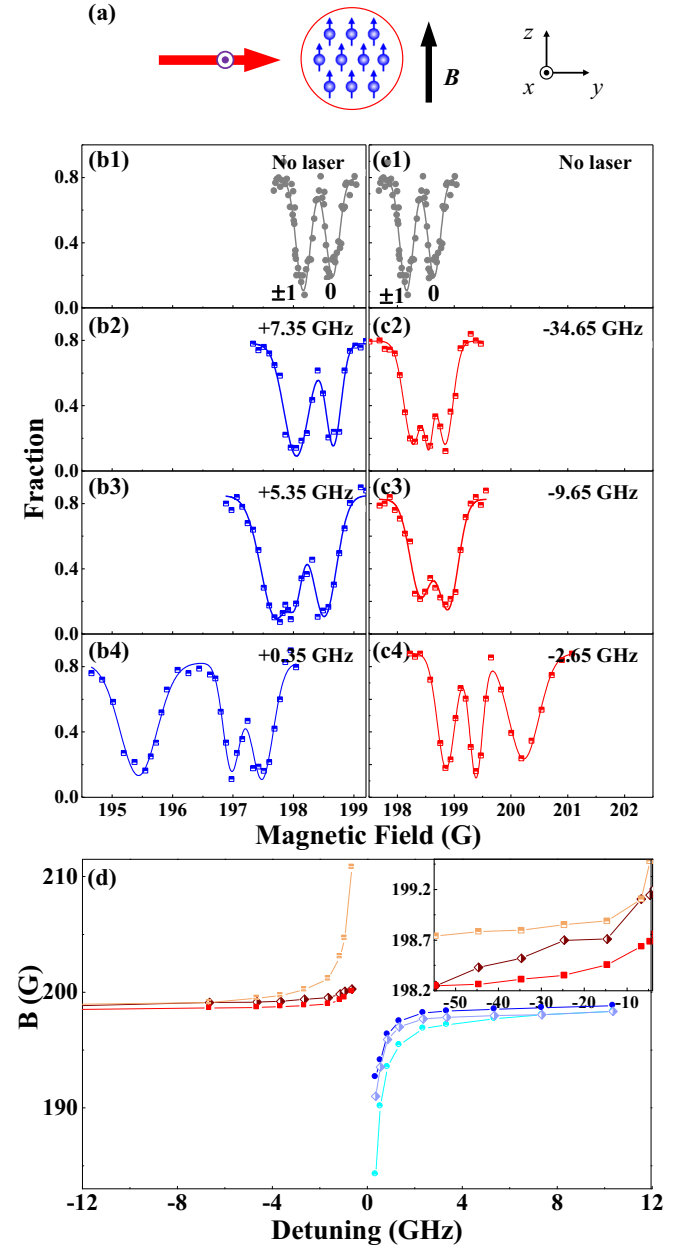 (a)
B
z
x
y
(b1)
No laser
(c1)
No laser
0.8
0.4
±1
0
±1
0
0.0
(b2)
+7.35 GHz
(c2)
-34.65 GHz
0.8
0.4
0.0
Fraction
(b3)
+5.35 GHz
(c3)
-9.65 GHz
0.8
0.4
0.0
(b4)
+0.35 GHz
(c4)
-2.65 GHz
0.8
0.4
0.0
195 196 197 198 199 198 199 200 201 202
Magnetic Field (G)
(d)
210
200
190
B (G)
199.2
198.7
198.2
-50 -40 -30 -20 -10
-12 -8 -4 0 4 8 12
Detuning (GHz)